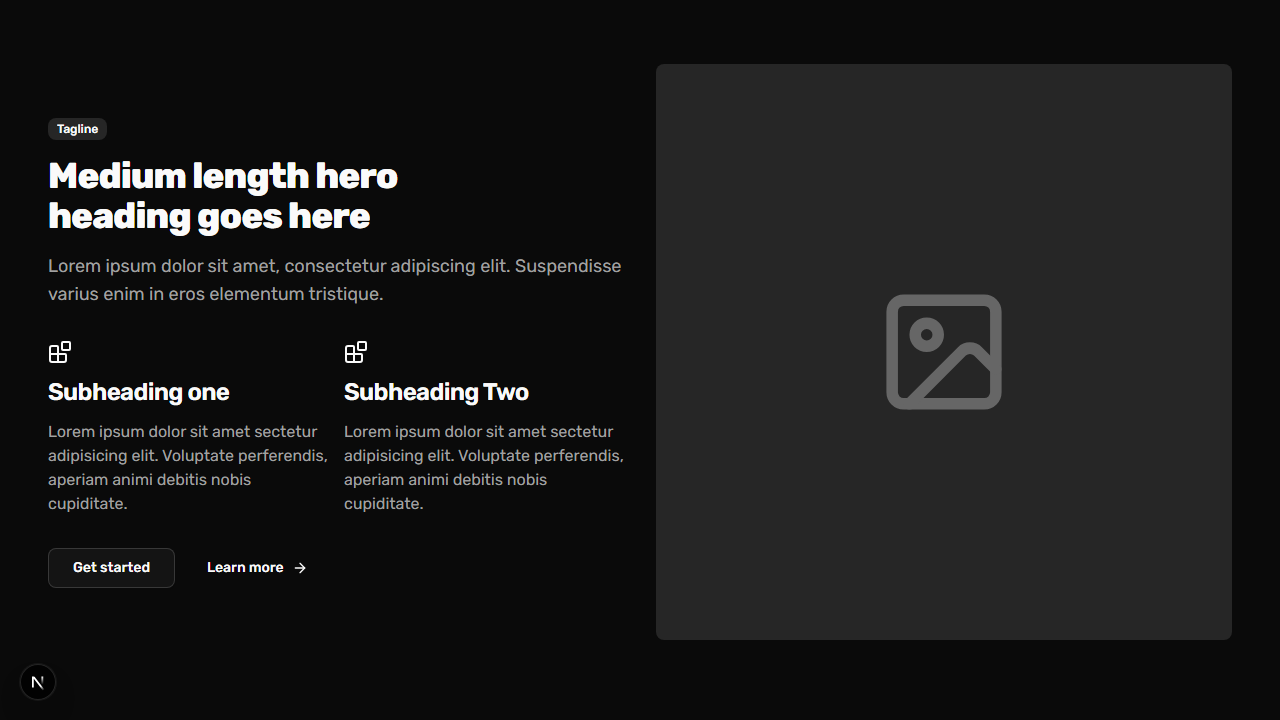 Tagline
Medium length hero
heading goes here
Lorem ipsum dolor sit amet, consectetur adipiscing elit. Suspendisse
varius enim in eros elementum tristique.
Subheading one
Lorem ipsum dolor sit amet sectetur
adipisicing elit. Voluptate perferendis,
aperiam animi debitis nobis
cupiditate.
Subheading Two
Lorem ipsum dolor sit amet sectetur
adipisicing elit. Voluptate perferendis,
aperiam animi debitis nobis
cupiditate.
Get started
Learn more
N